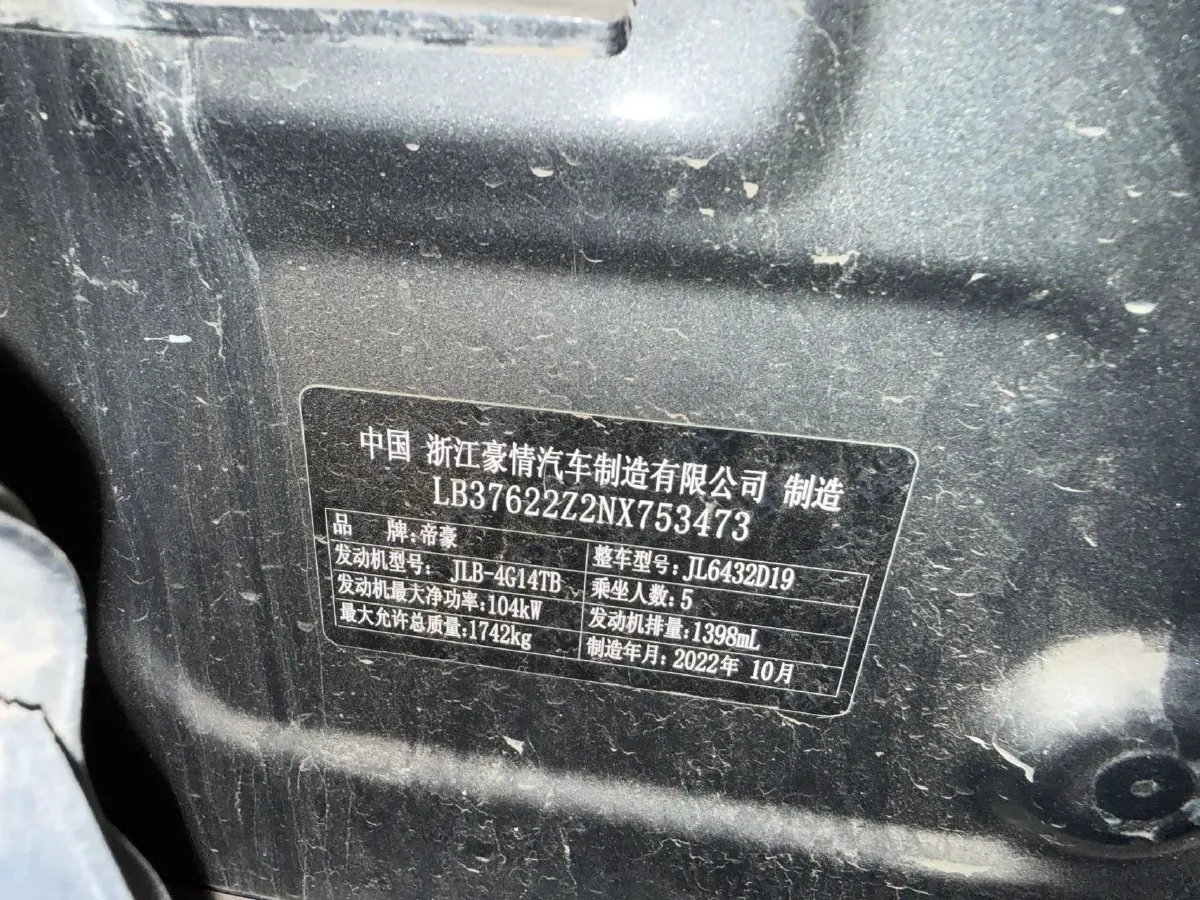 中国 浙江豪情汽车制造有限公司 制造
LB37622Z2NX753473
品 牌:帝豪
整车型号: JL6432D19
发动机型号: JLB-4G14TB
乘坐人数: 5
发动机最大净功率:104kW
发动机排量:1398mL
最大允许总质量:1742kg
制造年月: 2022年 10月